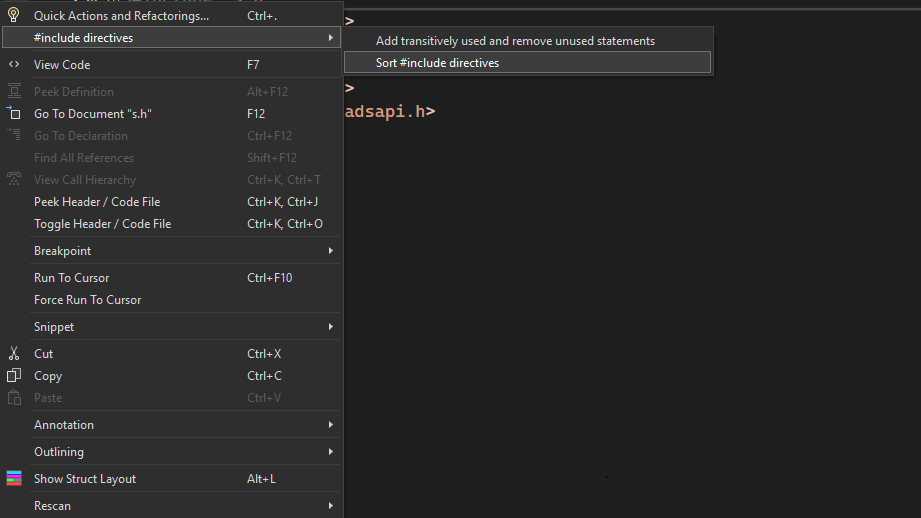 Quick Actions and Refactorings... Ctrl+.
>
#include directives
Add transitively used and remove unused statements
Sort #include directives
View Code F7
>
Peek Definition Alt+F12
adsapi.h>
Go To Document "s.h" F12
Go To Declaration Ctrl+F12
Find All References Shift+F12
View Call Hierarchy Ctrl+K, Ctrl+T
Peek Header / Code File Ctrl+K, Ctrl+J
Toggle Header / Code File Ctrl+K, Ctrl+O
Breakpoint
Run To Cursor Ctrl+F10
Force Run To Cursor
Snippet
Cut Ctrl+X
Copy Ctrl+C
Paste Ctrl+V
Annotation
Outlining
Show Struct Layout Alt+L
Rescan